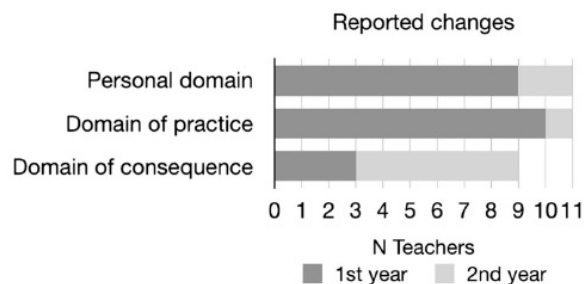 Reported changes
Personal domain
Domain of practice
Domain of consequence
0 1 2 3 4 5 6 7 8 9 10 11
N Teachers
1st year 2nd year